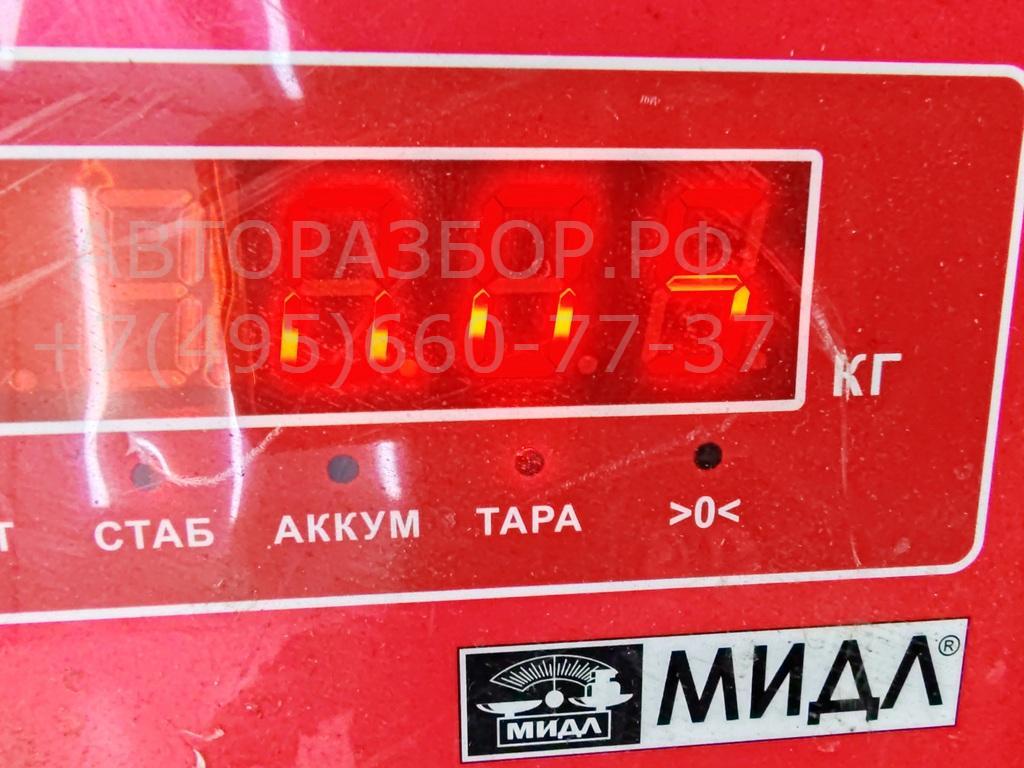 АВТОРАЗБОР.РФ
+7(495)660-77-37
КГ
СТАБ АККУМ ТАРА >0<
МИДЛ МИДЛ®